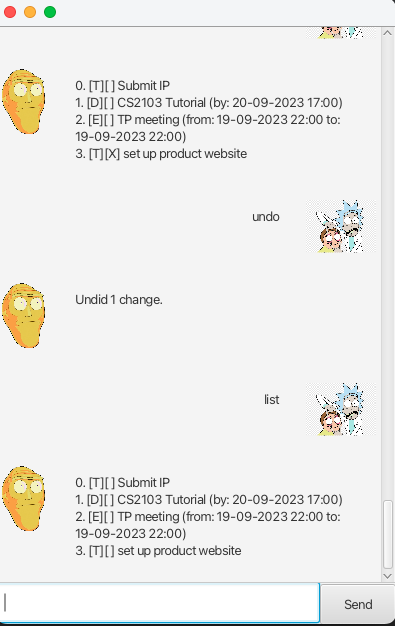 0. [T][ ] Submit IP
1. [D][ ] CS2103 Tutorial (by: 20-09-2023 17:00)
2. [E][ ] TP meeting (from: 19-09-2023 22:00 to:
19-09-2023 22:00)
3. [T][X] set up product website
undo
Undid 1 change.
list
0. [T][ ] Submit IP
1. [D][ ] CS2103 Tutorial (by: 20-09-2023 17:00)
2. [E][ ] TP meeting (from: 19-09-2023 22:00 to:
19-09-2023 22:00)
3. [T][ ] set up product website
Send